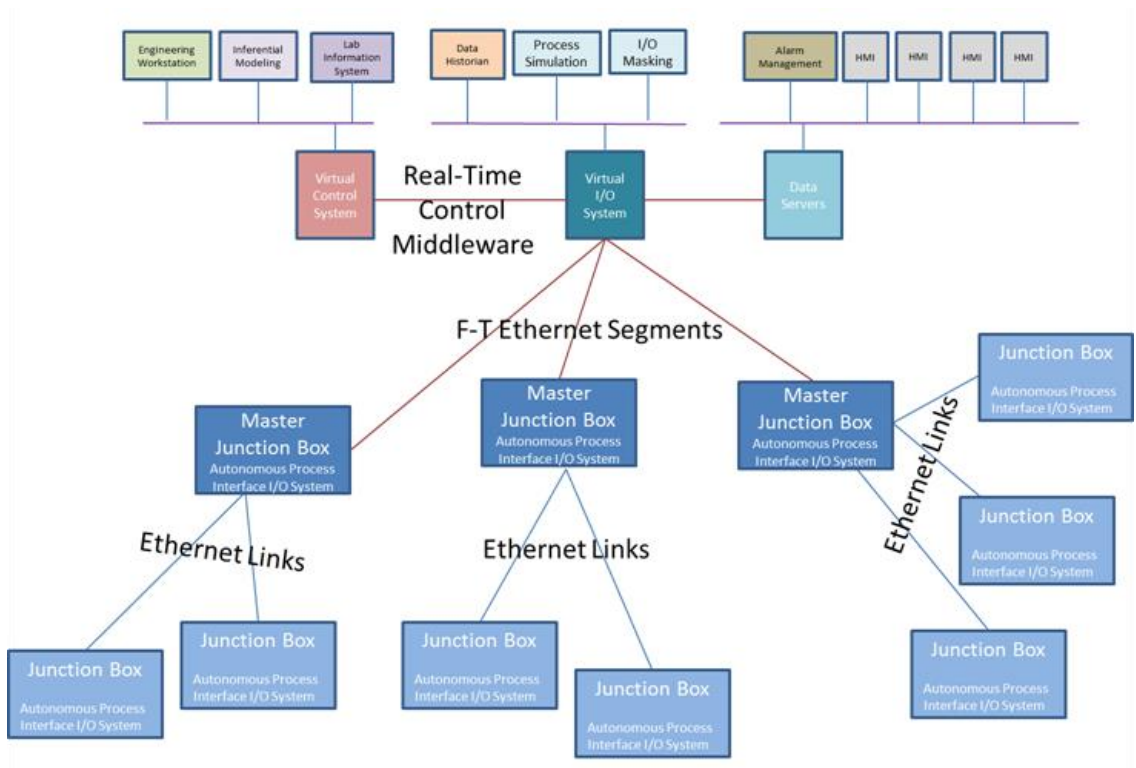 Engineering
Workstation
Inferential
Modeling
Lab
Information
System
Data
Historian
Process
Simulation
I/O
Masking
Alarm
Management
HMI
HMI
HMI
HMI
Virtual
Control
System
Real-Time
Control
Middleware
Virtual
I/O
System
Data
Servers
F-T Ethernet Segments
Master
Junction Box
Autonomous Process
Interface I/O System
Master
Junction Box
Autonomous Process
Interface I/O System
Master
Junction Box
Autonomous Process
Interface I/O System
Junction Box
Autonomous Process
Interface I/O System
Ethernet Links
Ethernet Links
Ethernet Links
Junction Box
Autonomous Process
Interface I/O System
Junction Box
Autonomous Process
Interface I/O System
Junction Box
Autonomous Process
Interface I/O System
Junction Box
Autonomous Process
Interface I/O System
Junction Box
Autonomous Process
Interface I/O System
Junction Box
Autonomous Process
Interface I/O System